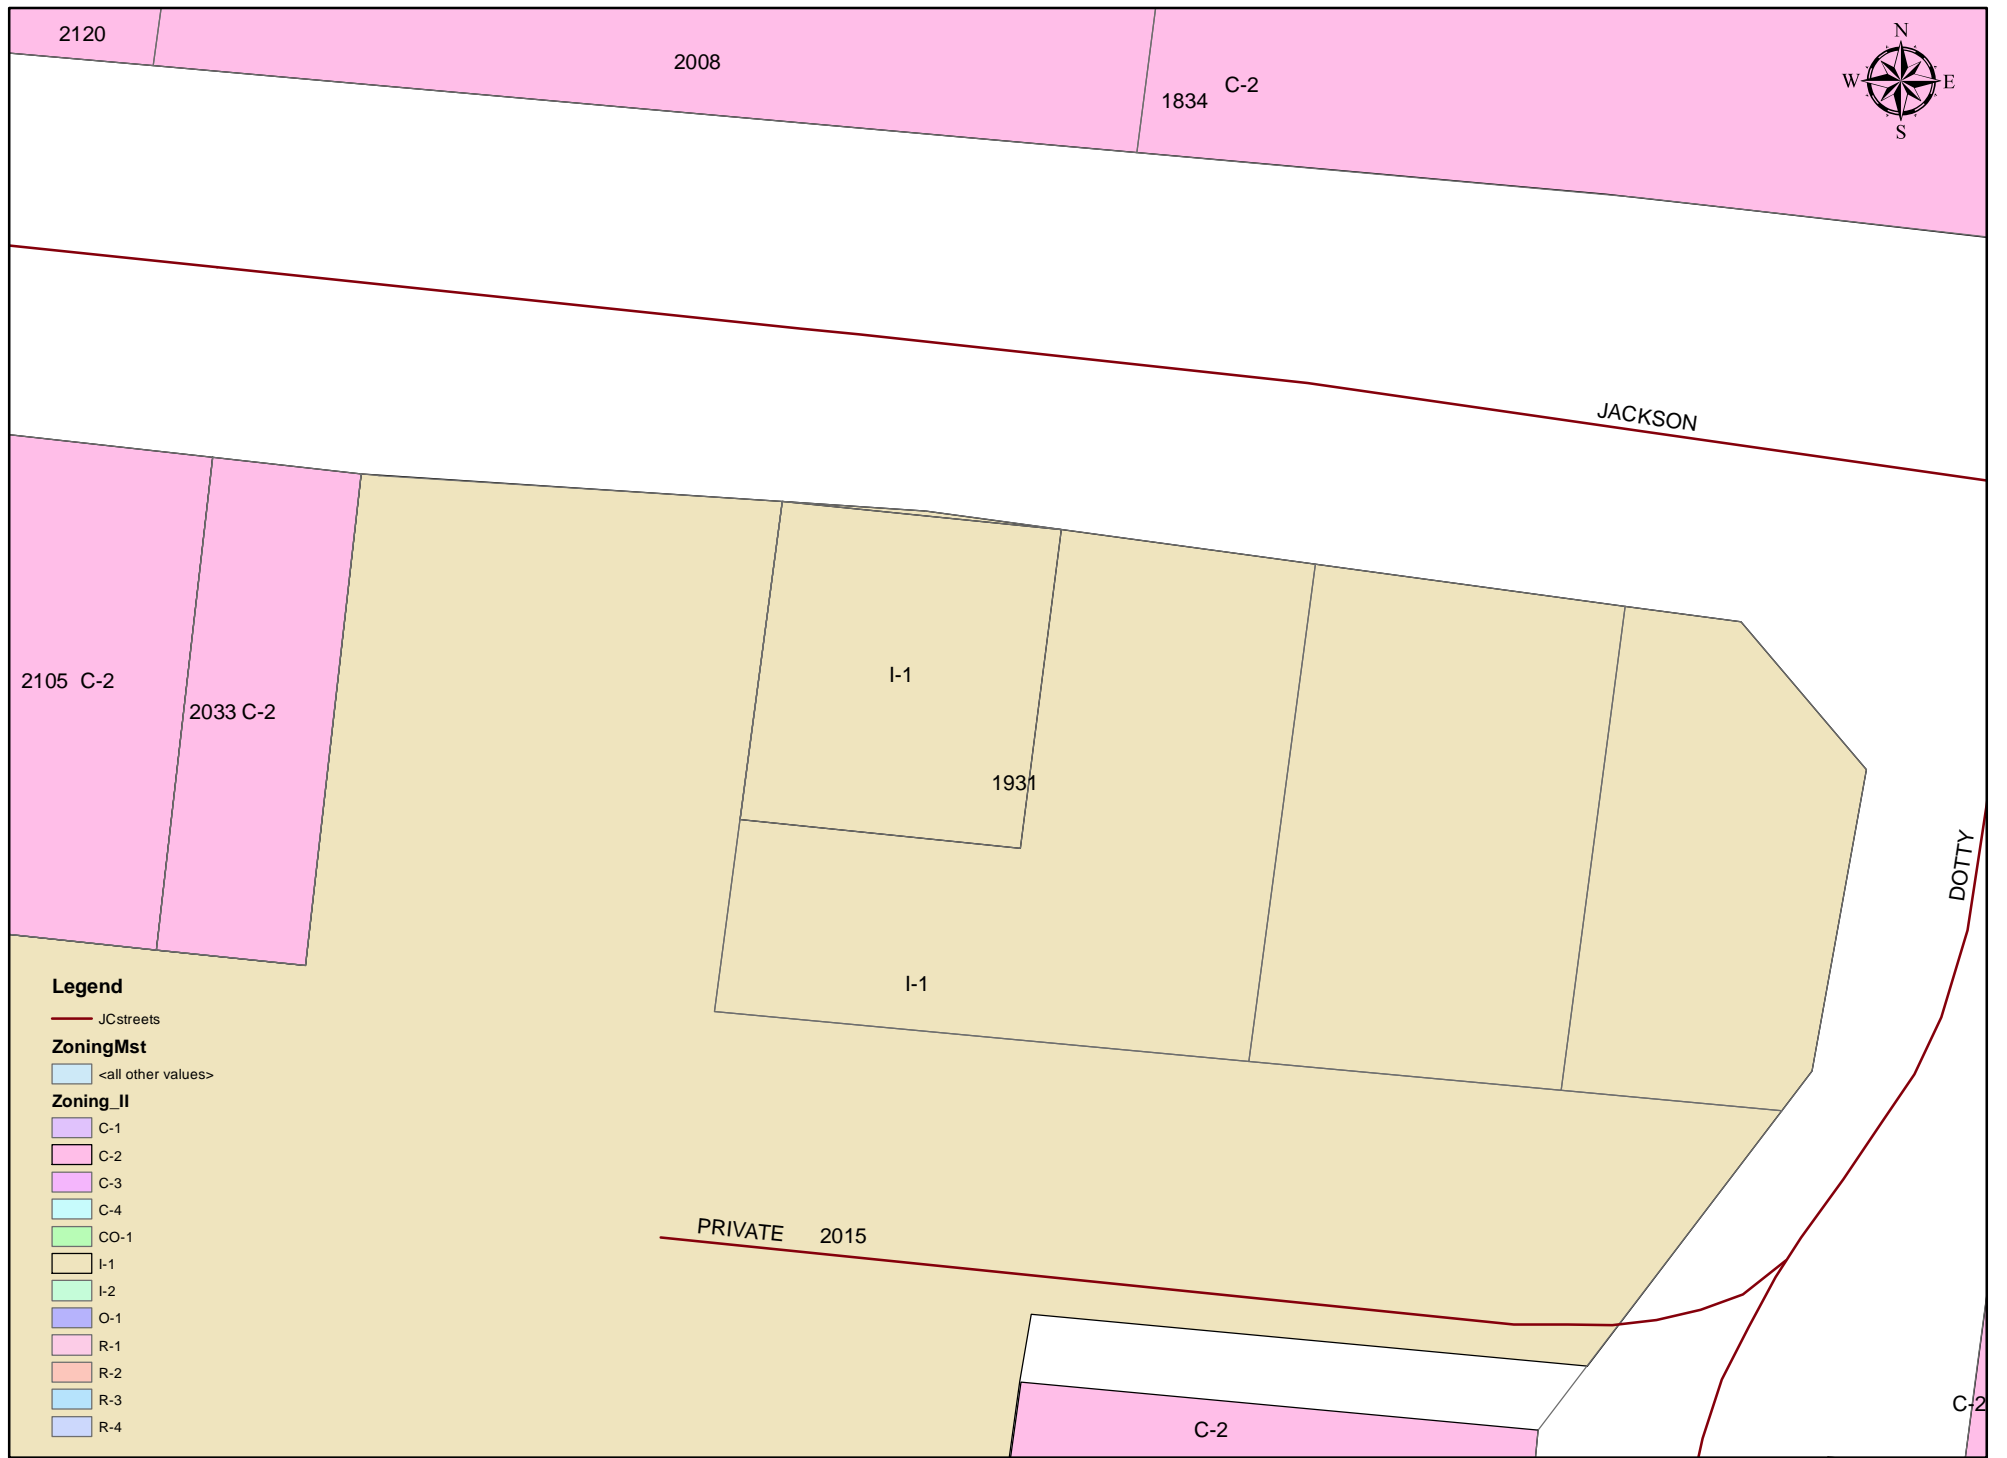 2120
2008
1834
C-2
N
W
E
S
JACKSON
2105 C-2
2033 C-2
I-1
1931
DOTTY
I-1
Legend
JCstreets
ZoningMst
<all other values>
Zoning_II
C-1
C-2
C-3
C-4
CO-1
I-1
I-2
O-1
R-1
R-2
R-3
R-4
PRIVATE
2015
C-2
C-2